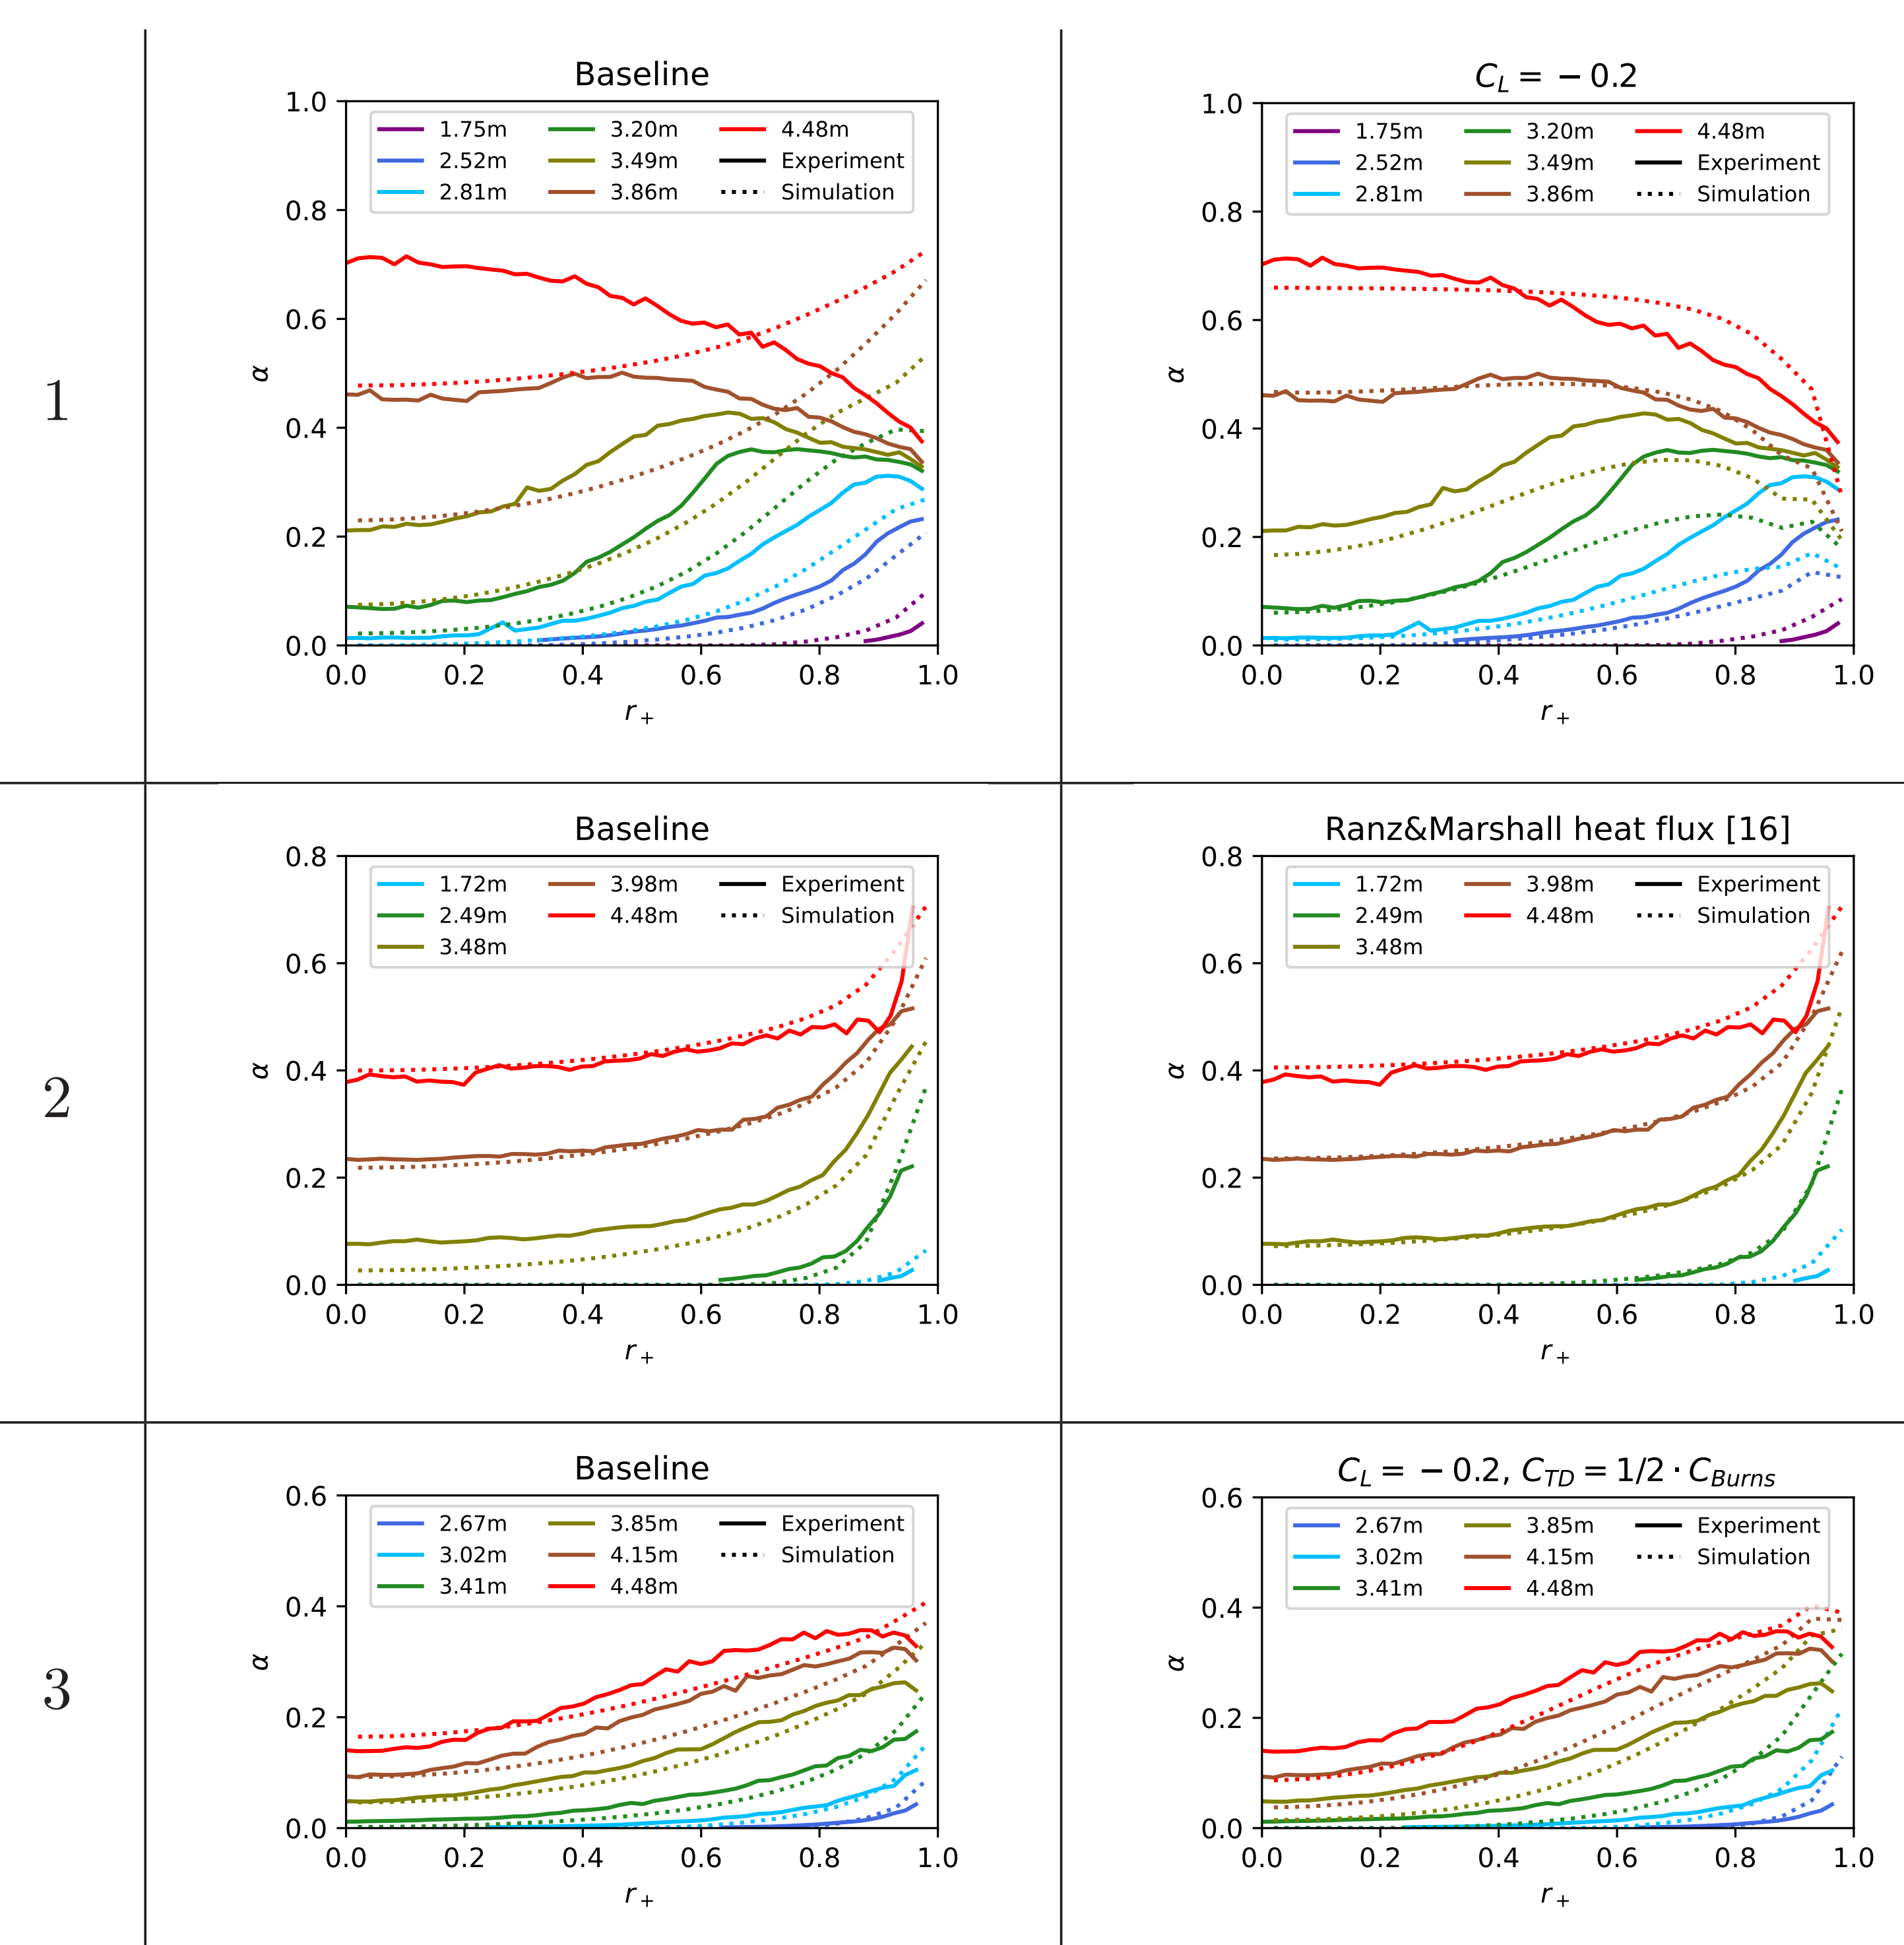 Baseline
1.0
0.8
0.6
0.4
0.2
0.0
α
1.75m 3.20m 4.48m
2.52m 3.49m Experiment
2.81m 3.86m Simulation
0.0 0.2 0.4 0.6 0.8 1.0
r+
C_L = −0.2
1.0
0.8
0.6
0.4
0.2
0.0
α
1.75m 3.20m 4.48m
2.52m 3.49m Experiment
2.81m 3.86m Simulation
0.0 0.2 0.4 0.6 0.8 1.0
r+
1
Baseline
0.8
0.6
0.4
0.2
0.0
α
1.72m 3.98m Experiment
2.49m 4.48m Simulation
3.48m
0.0 0.2 0.4 0.6 0.8 1.0
r+
Ranz&Marshall heat flux [16]
0.8
0.6
0.4
0.2
0.0
α
1.72m 3.98m Experiment
2.49m 4.48m Simulation
3.48m
0.0 0.2 0.4 0.6 0.8 1.0
r+
2
Baseline
0.6
0.4
0.2
0.0
α
2.67m 3.85m Experiment
3.02m 4.15m Simulation
3.41m 4.48m
0.0 0.2 0.4 0.6 0.8 1.0
r+
C_L = −0.2, C_TD = 1/2 · C_Burns
0.6
0.4
0.2
0.0
α
2.67m 3.85m Experiment
3.02m 4.15m Simulation
3.41m 4.48m
0.0 0.2 0.4 0.6 0.8 1.0
r+
3